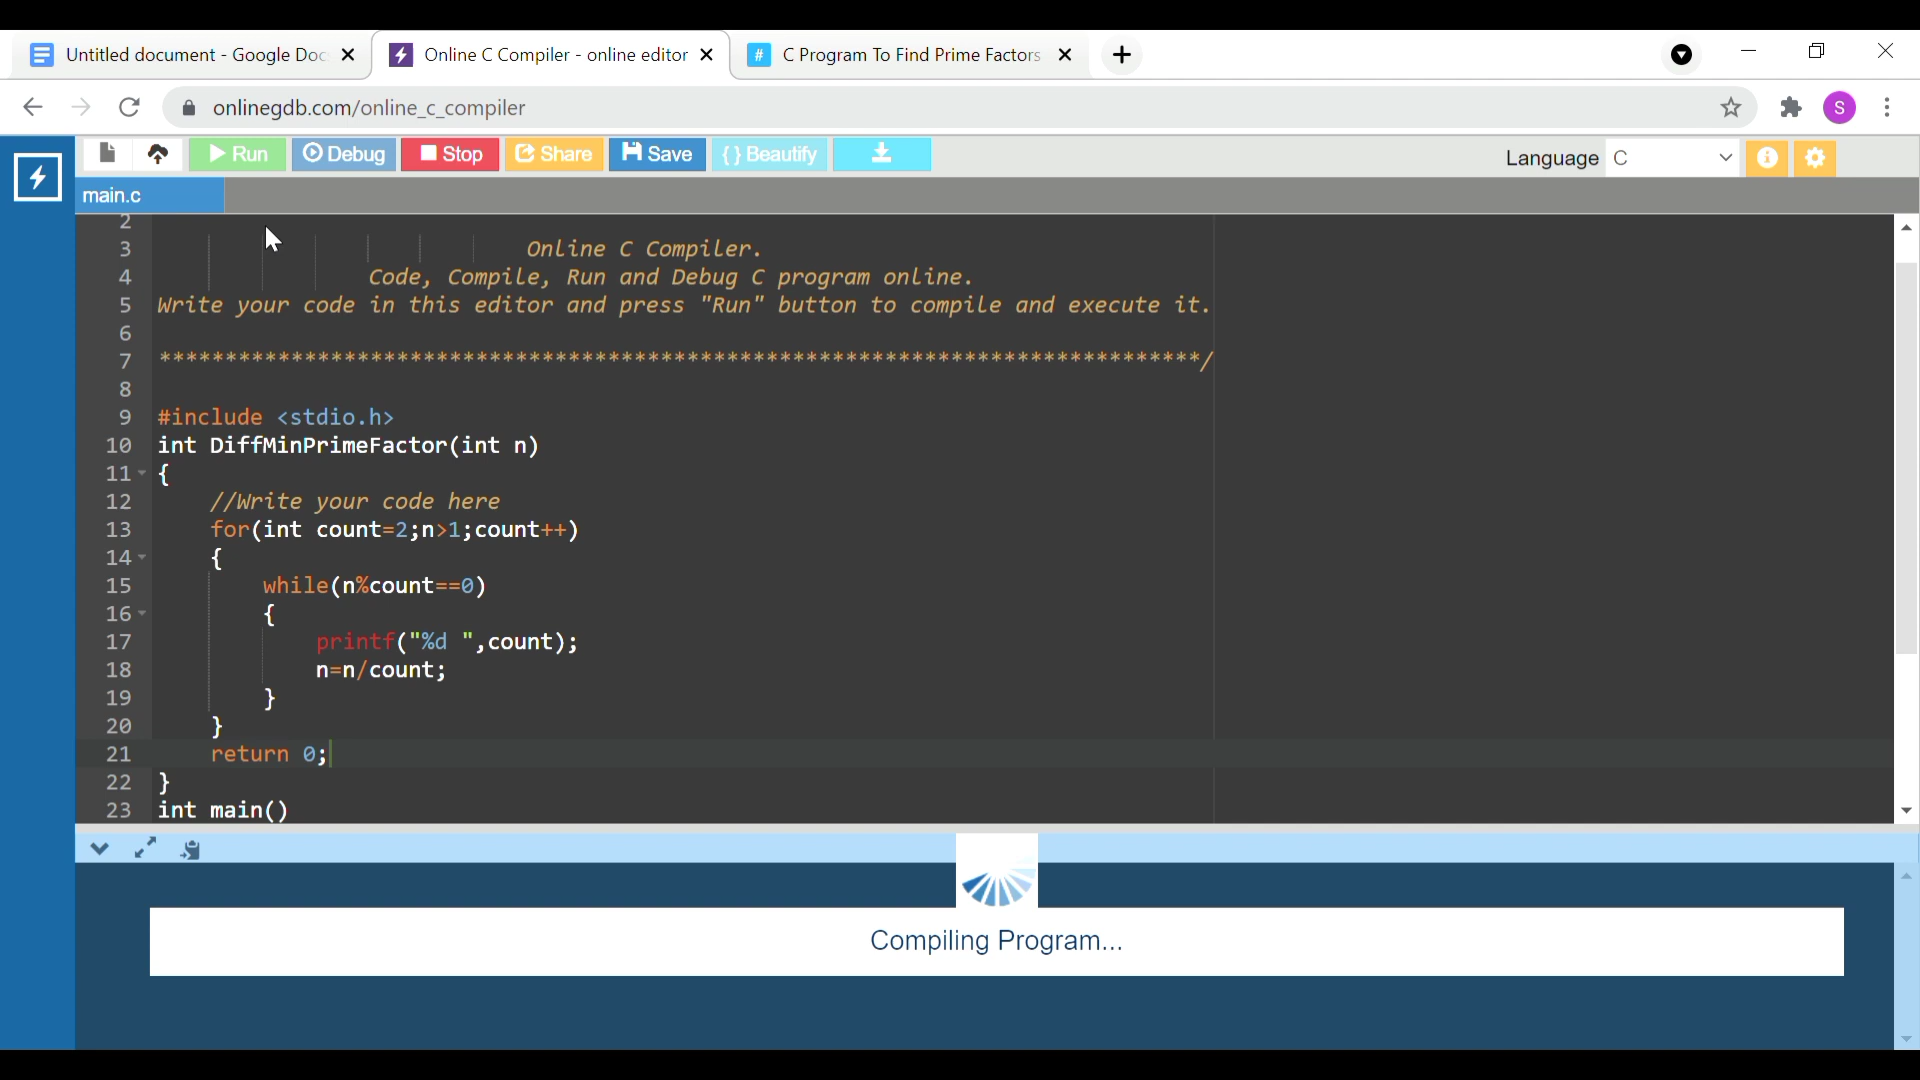 Untitled document - Google Doc
Online C Compiler - online editor
# C Program To Find Prime Factors
onlinegdb.com/online_c_compiler
S
Run
Debug
Stop
Share
Save
{ } Beautify
Language C
main.c
2
3 Online C Compiler.
4 Code, Compile, Run and Debug C program online.
5 Write your code in this editor and press "Run" button to compile and execute it.
6
7 *******************************************************************************/
8
9 #include <stdio.h>
10 int DiffMinPrimeFactor(int n)
11 {
12 //Write your code here
13 for(int count=2;n>1;count++)
14 {
15 while(n%count==0)
16 {
17 printf("%d ",count);
18 n=n/count;
19 }
20 }
21 return 0;
22 }
23 int main()
Compiling Program...